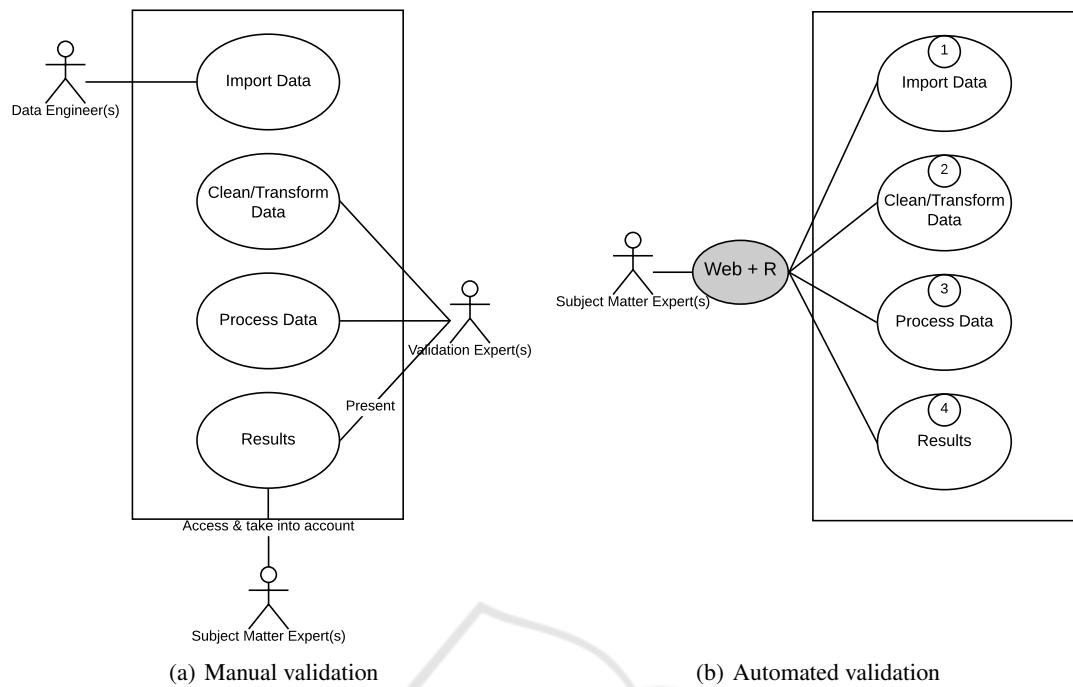 Data Engineer(s)
Import Data
Clean/Transform
Data
Process Data
Validation Expert(s)
Present
Results
Access & take into account
Subject Matter Expert(s)
(a) Manual validation
1
Import Data
2
Clean/Transform
Data
Web + R
Subject Matter Expert(s)
3
Process Data
4
Results
(b) Automated validation